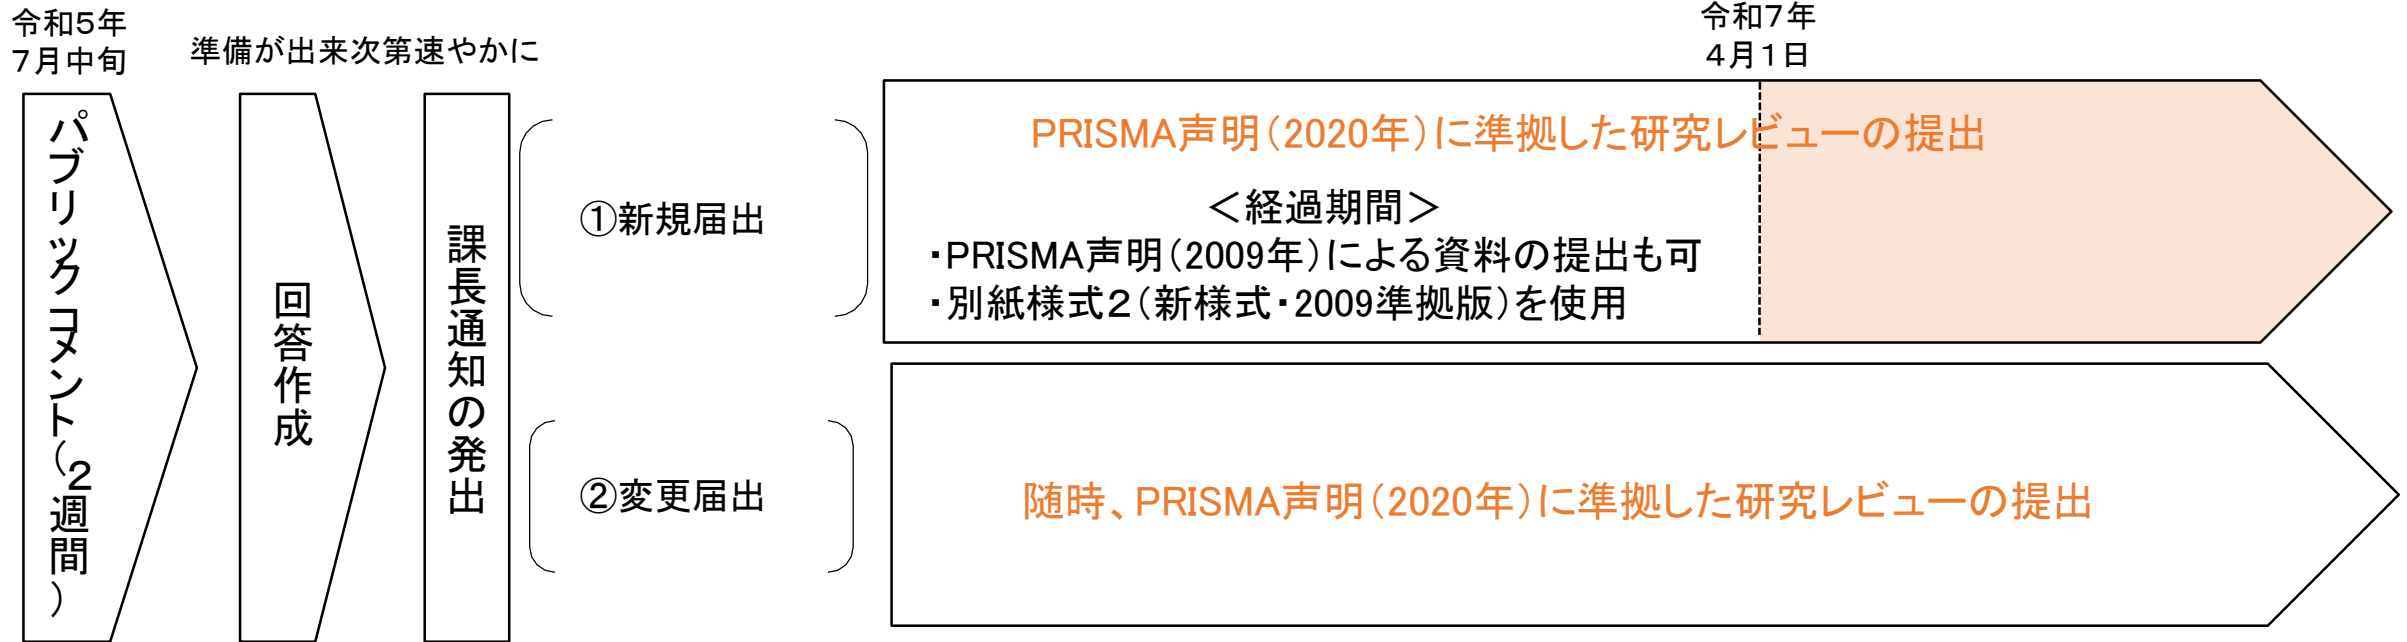 令和5年
７月中旬
準備が出来次第速やかに
令和７年
４月１日
パブリックコメント（２週間）
回答作成
課長通知の発出
①新規届出
PRISMA声明（2020年）に準拠した研究レビューの提出
＜経過期間＞
・PRISMA声明（2009年）による資料の提出も可
・別紙様式２（新様式・2009準拠版）を使用
②変更届出
随時、PRISMA声明（2020年）に準拠した研究レビューの提出